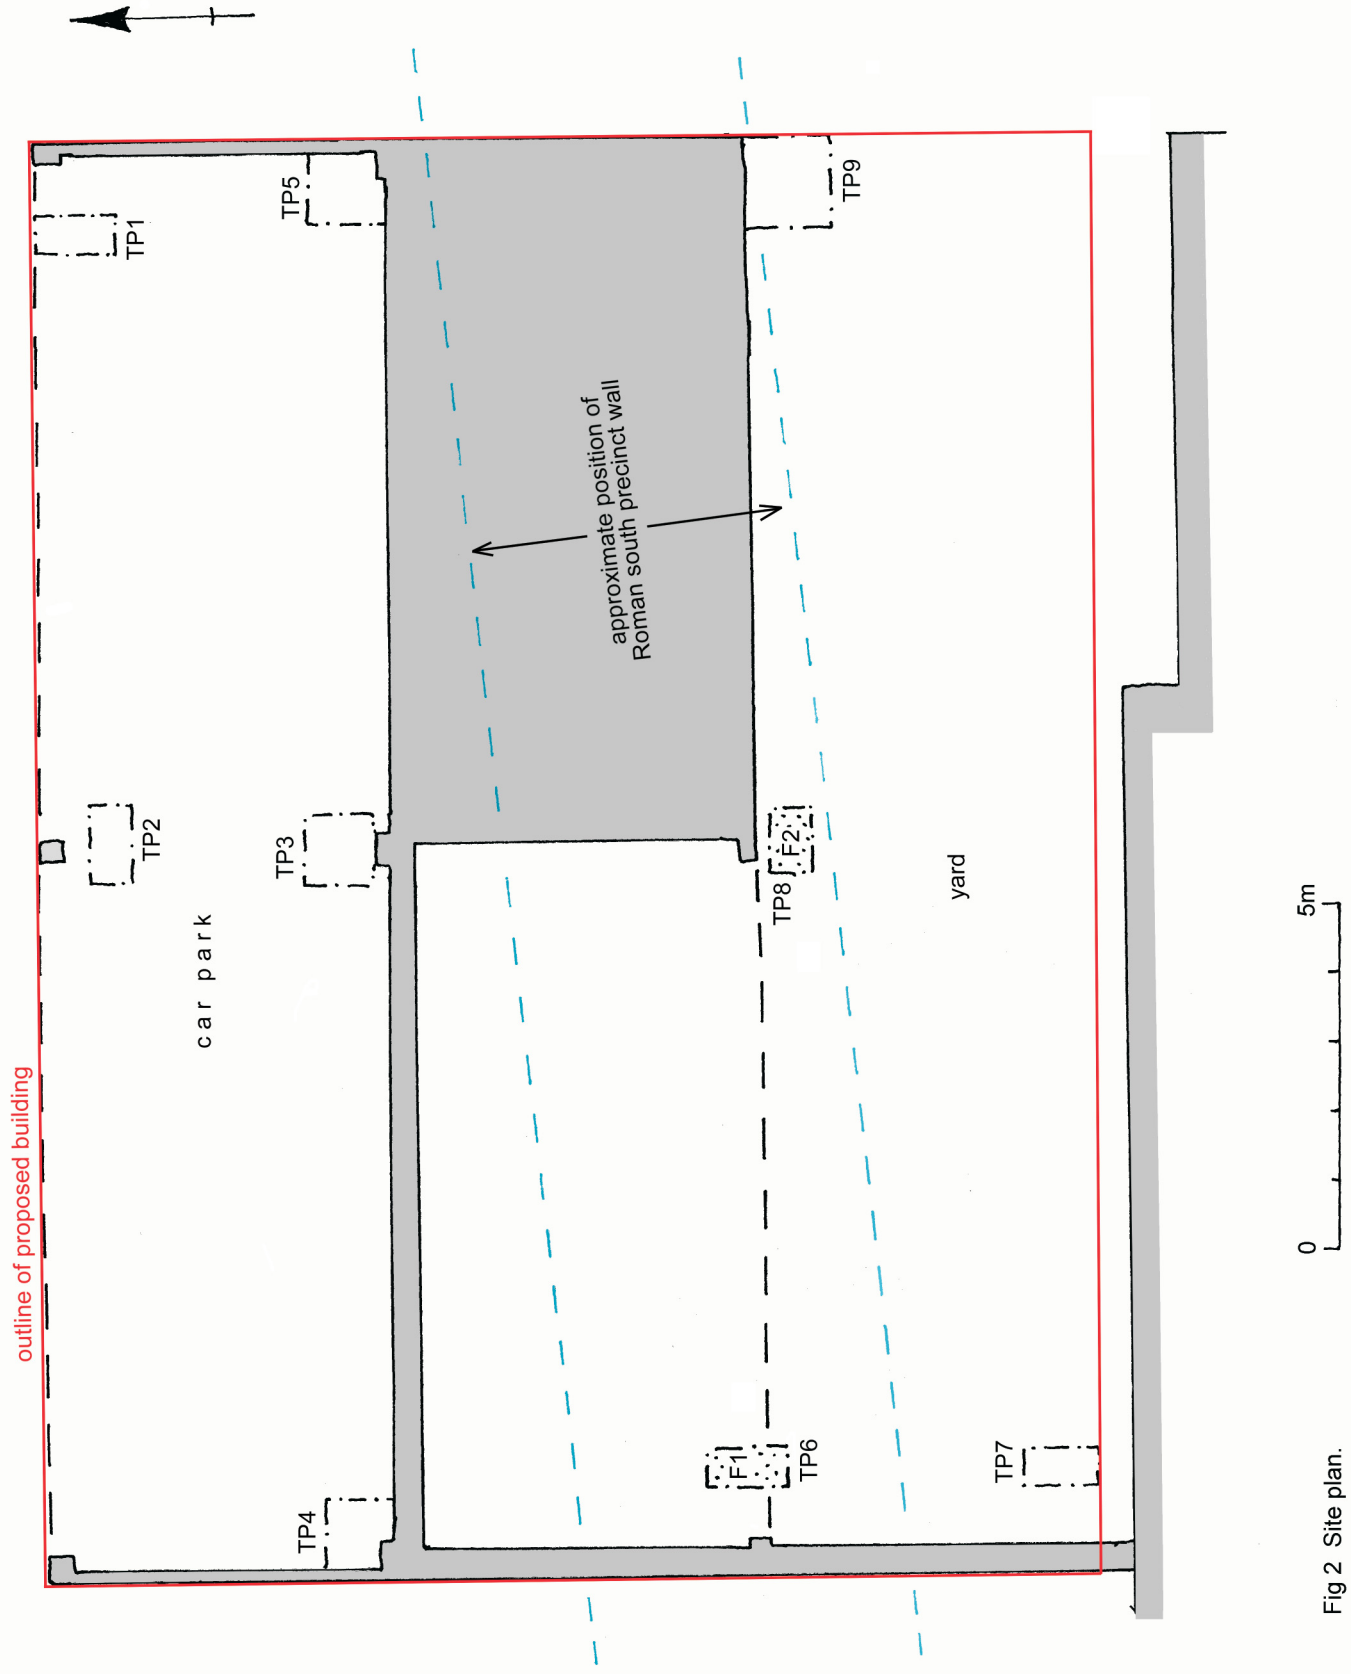 outline of proposed building
TP1
TP5
TP2
TP3
car park
TP4
approximate position of
Roman south precinct wall
TP9
F2
TP8
yard
F1
TP6
TP7
0
5m
Fig 2 Site plan.